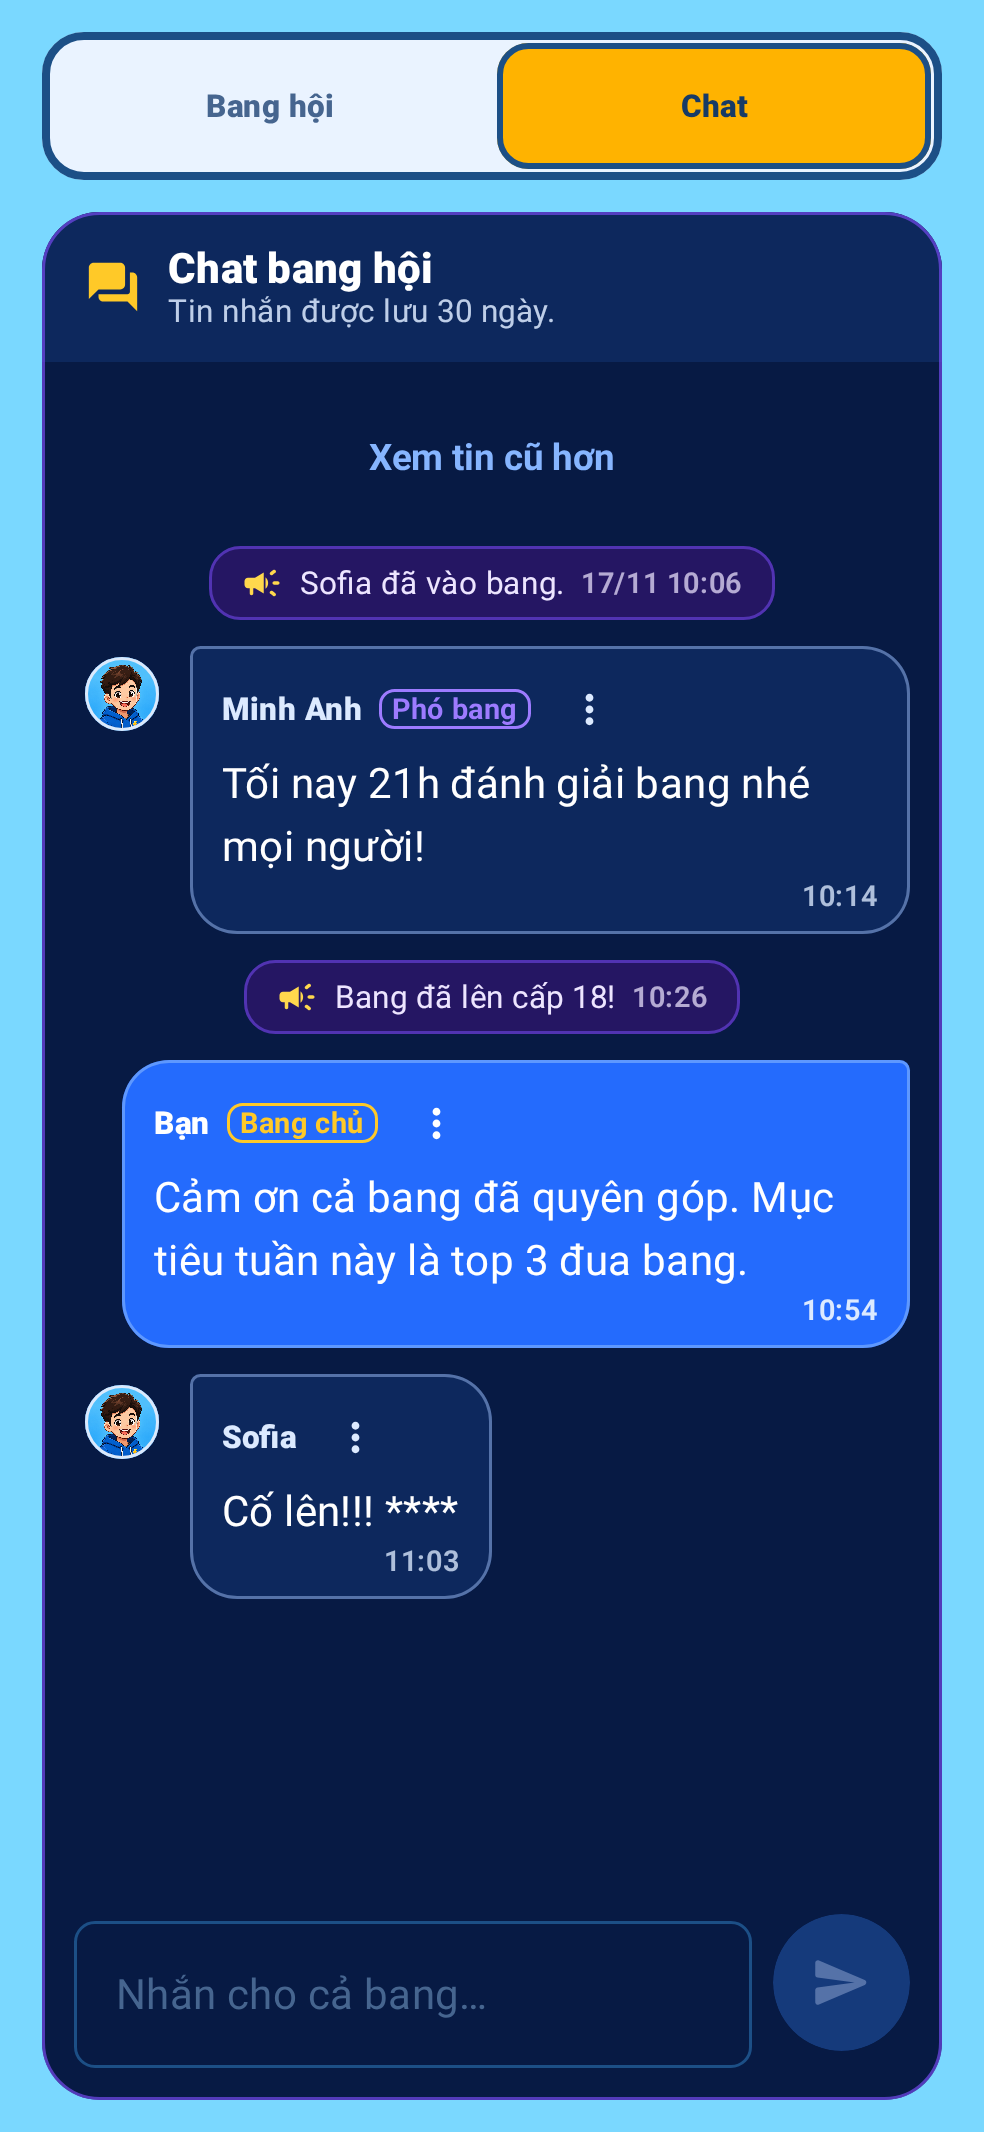 Bang hội
Chat
Chat bang hội
Tin nhắn được lưu 30 ngày.
Xem tin cũ hơn
Sofia đã vào bang. 17/11 10:06
Minh Anh Phó bang
Tối nay 21h đánh giải bang nhé
mọi người!
10:14
Bang đã lên cấp 18! 10:26
Bạn Bang chủ
Cảm ơn cả bang đã quyên góp. Mục
tiêu tuần này là top 3 đua bang.
10:54
Sofia
Cố lên!!! ****
11:03
Nhắn cho cả bang...